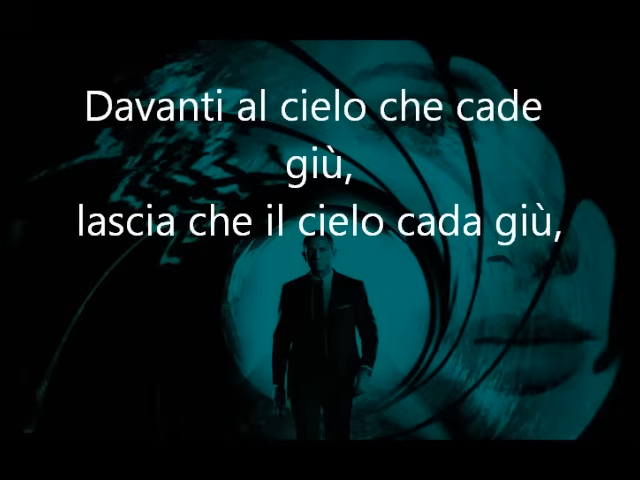 Davanti al cielo che cade
giù,
lascia che il cielo cada giù,